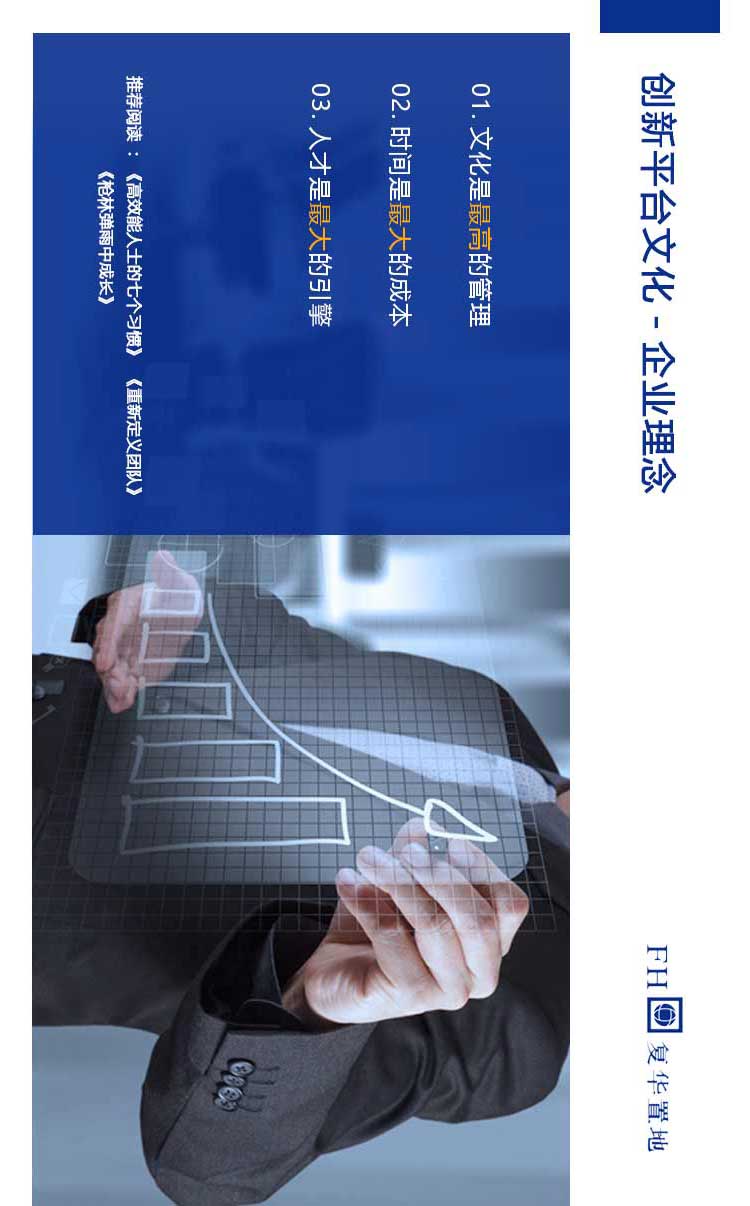 创新平台文化 - 企业理念
FH 复华置地
01. 文化是最高的管理
02. 时间是最大的成本
03. 人才是最大的引擎
推荐阅读 ： 《高效能人士的七个习惯》 《重新定义团队》
《枪林弹雨中成长》